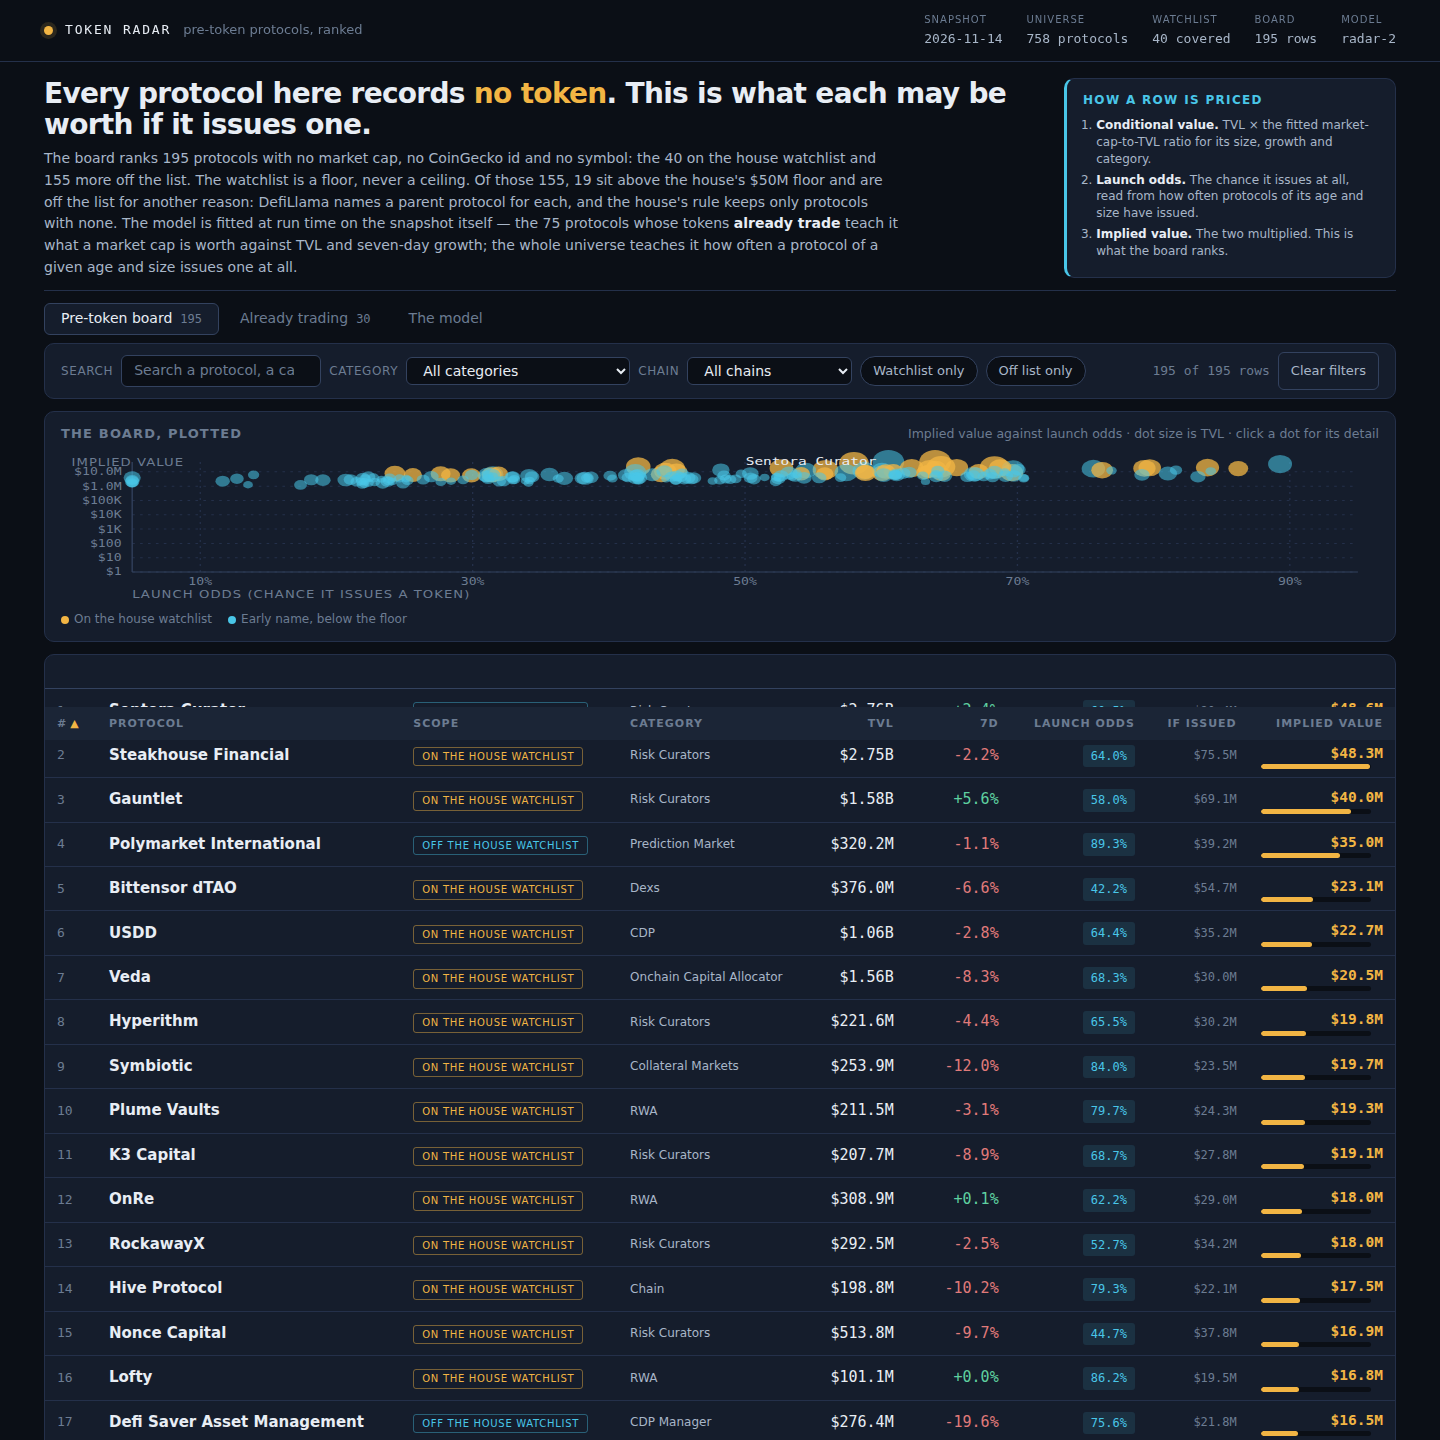 TOKEN RADAR pre-token protocols, ranked
SNAPSHOT UNIVERSE WATCHLIST BOARD MODEL
2026-11-14 758 protocols 40 covered 195 rows radar-2
Every protocol here records no token. This is what each may be
worth if it issues one.
The board ranks 195 protocols with no market cap, no CoinGecko id and no symbol: the 40 on the house watchlist and
155 more off the list. The watchlist is a floor, never a ceiling. Of those 155, 19 sit above the house's $50M floor and are
off the list for another reason: DefiLlama names a parent protocol for each, and the house's rule keeps only protocols
with none. The model is fitted at run time on the snapshot itself — the 75 protocols whose tokens already trade teach it
what a market cap is worth against TVL and seven-day growth; the whole universe teaches it how often a protocol of a
given age and size issues one at all.
HOW A ROW IS PRICED
1. Conditional value. TVL × the fitted market-
cap-to-TVL ratio for its size, growth and
category.
2. Launch odds. The chance it issues at all,
read from how often protocols of its age and
size have issued.
3. Implied value. The two multiplied. This is
what the board ranks.
Pre-token board 195 Already trading 30 The model
SEARCH Search a protocol, a ca CATEGORY All categories CHAIN All chains Watchlist only Off list only 195 of 195 rows Clear filters
THE BOARD, PLOTTED Implied value against launch odds · dot size is TVL · click a dot for its detail
IMPLIED VALUE
Sentora Curator
$10.0M
$1.0M
$100K
$10K
$1K
$100
$10
$1
10% 30% 50% 70% 90%
LAUNCH ODDS (CHANCE IT ISSUES A TOKEN)
On the house watchlist Early name, below the floor
# ▲ PROTOCOL SCOPE CATEGORY TVL 7D LAUNCH ODDS IF ISSUED IMPLIED VALUE
2 Steakhouse Financial ON THE HOUSE WATCHLIST Risk Curators $2.75B -2.2% 64.0% $75.5M $48.3M
3 Gauntlet ON THE HOUSE WATCHLIST Risk Curators $1.58B +5.6% 58.0% $69.1M $40.0M
4 Polymarket International OFF THE HOUSE WATCHLIST Prediction Market $320.2M -1.1% 89.3% $39.2M $35.0M
5 Bittensor dTAO ON THE HOUSE WATCHLIST Dexs $376.0M -6.6% 42.2% $54.7M $23.1M
6 USDD ON THE HOUSE WATCHLIST CDP $1.06B -2.8% 64.4% $35.2M $22.7M
7 Veda ON THE HOUSE WATCHLIST Onchain Capital Allocator $1.56B -8.3% 68.3% $30.0M $20.5M
8 Hyperithm ON THE HOUSE WATCHLIST Risk Curators $221.6M -4.4% 65.5% $30.2M $19.8M
9 Symbiotic ON THE HOUSE WATCHLIST Collateral Markets $253.9M -12.0% 84.0% $23.5M $19.7M
10 Plume Vaults ON THE HOUSE WATCHLIST RWA $211.5M -3.1% 79.7% $24.3M $19.3M
11 K3 Capital ON THE HOUSE WATCHLIST Risk Curators $207.7M -8.9% 68.7% $27.8M $19.1M
12 OnRe ON THE HOUSE WATCHLIST RWA $308.9M +0.1% 62.2% $29.0M $18.0M
13 RockawayX ON THE HOUSE WATCHLIST Risk Curators $292.5M -2.5% 52.7% $34.2M $18.0M
14 Hive Protocol ON THE HOUSE WATCHLIST Chain $198.8M -10.2% 79.3% $22.1M $17.5M
15 Nonce Capital ON THE HOUSE WATCHLIST Risk Curators $513.8M -9.7% 44.7% $37.8M $16.9M
16 Lofty ON THE HOUSE WATCHLIST RWA $101.1M +0.0% 86.2% $19.5M $16.8M
17 Defi Saver Asset Management OFF THE HOUSE WATCHLIST CDP Manager $276.4M -19.6% 75.6% $21.8M $16.5M